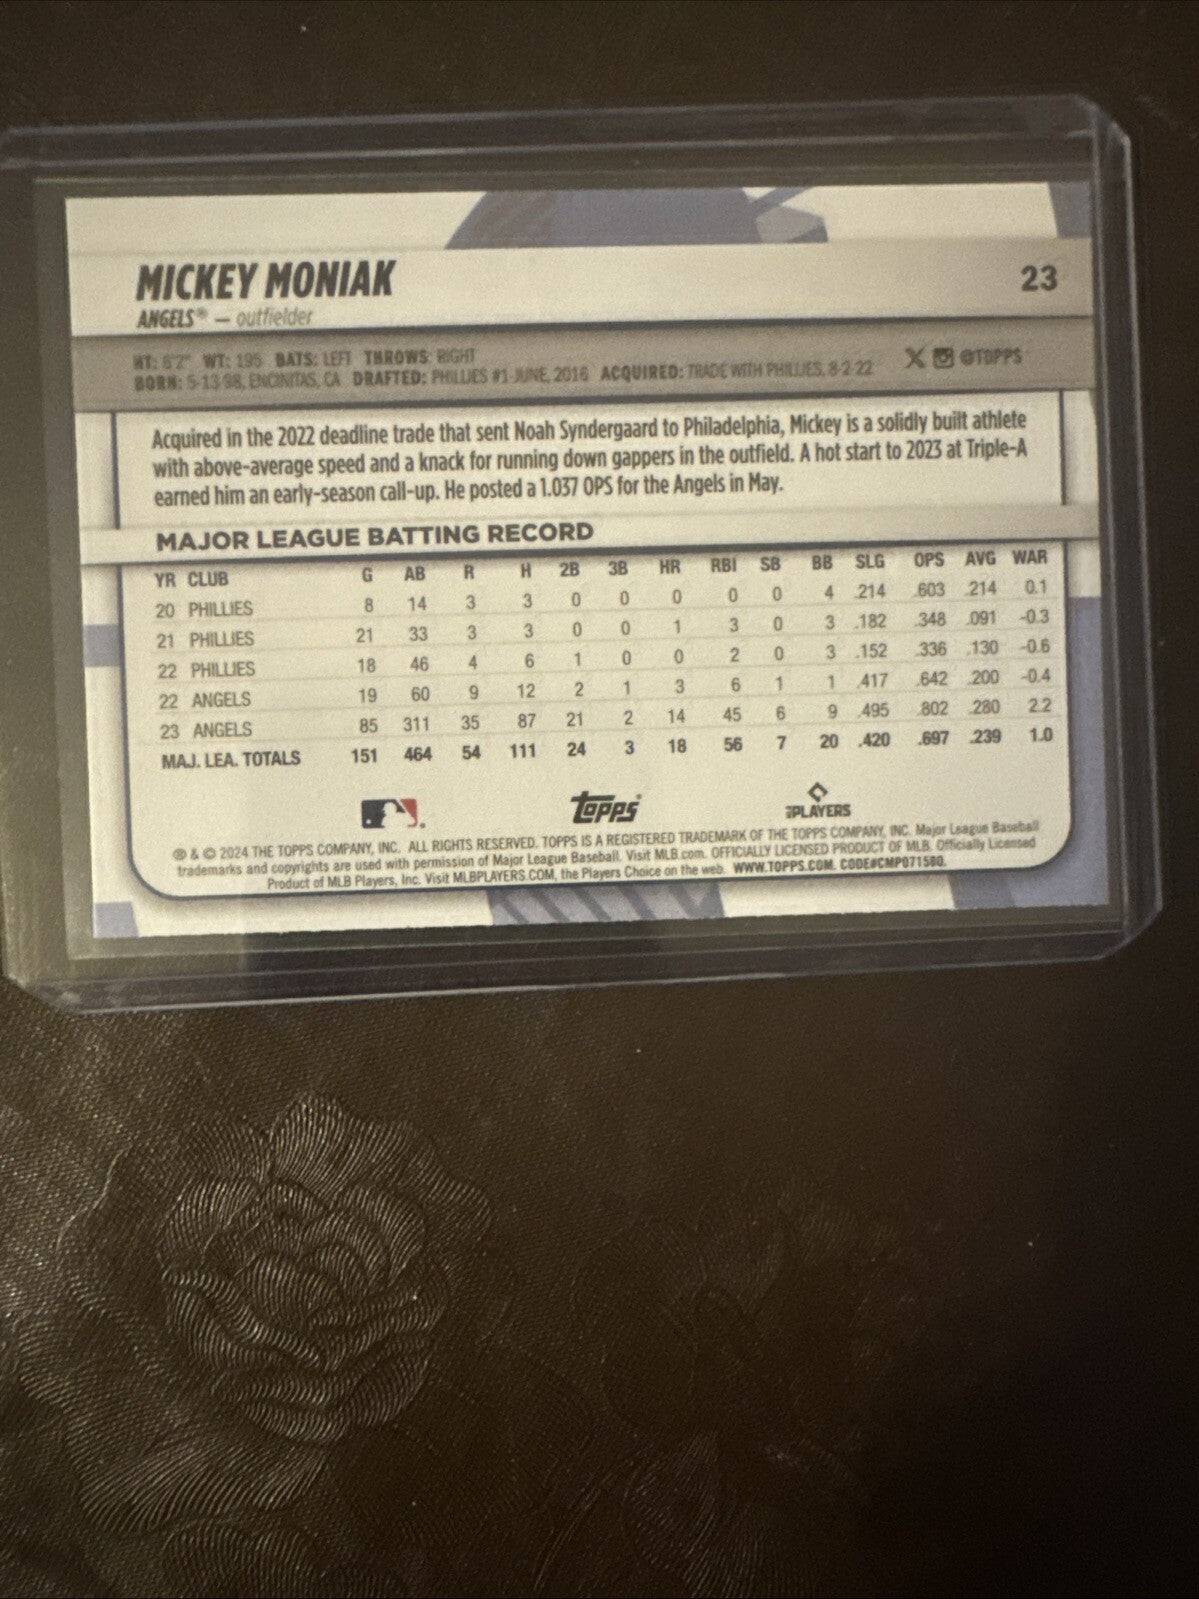 MICKEY MONIAK 23
ANGELS® — outfielder
HT: 6'2" WT: 195 BATS: LEFT THROWS: RIGHT
BORN: 5-13-98, ENCINITAS, CA DRAFTED: PHILLIES #1-JUNE, 2016 ACQUIRED: TRADE WITH PHILLIES, 8-2-22 @TOPPS
Acquired in the 2022 deadline trade that sent Noah Syndergaard to Philadelphia, Mickey is a solidly built athlete
with above-average speed and a knack for running down gappers in the outfield. A hot start to 2023 at Triple-A
earned him an early-season call-up. He posted a 1.037 OPS for the Angels in May.
MAJOR LEAGUE BATTING RECORD
YR CLUB G AB R H 2B 3B HR RBI SB BB SLG OPS AVG WAR
20 PHILLIES 8 14 3 3 0 0 0 0 0 4 .214 .603 .214 0.1
21 PHILLIES 21 33 3 3 0 0 1 3 0 3 .182 .348 .091 -0.3
22 PHILLIES 18 46 4 6 1 0 0 2 0 3 .152 .336 .130 -0.6
22 ANGELS 19 60 9 12 2 1 3 6 1 1 .417 .642 .200 -0.4
23 ANGELS 85 311 35 87 21 2 14 45 6 9 .495 .802 .280 2.2
MAJ. LEA. TOTALS 151 464 54 111 24 3 18 56 7 20 .420 .697 .239 1.0
topps PLAYERS
® & © 2024 THE TOPPS COMPANY, INC. ALL RIGHTS RESERVED. TOPPS IS A REGISTERED TRADEMARK OF THE TOPPS COMPANY, INC. Major League Baseball
trademarks and copyrights are used with permission of Major League Baseball. Visit MLB.com. OFFICIALLY LICENSED PRODUCT OF MLB. Officially Licensed
Product of MLB Players, Inc. Visit MLBPLAYERS.COM, the Players Choice on the web. WWW.TOPPS.COM. CODE#CMP071580.